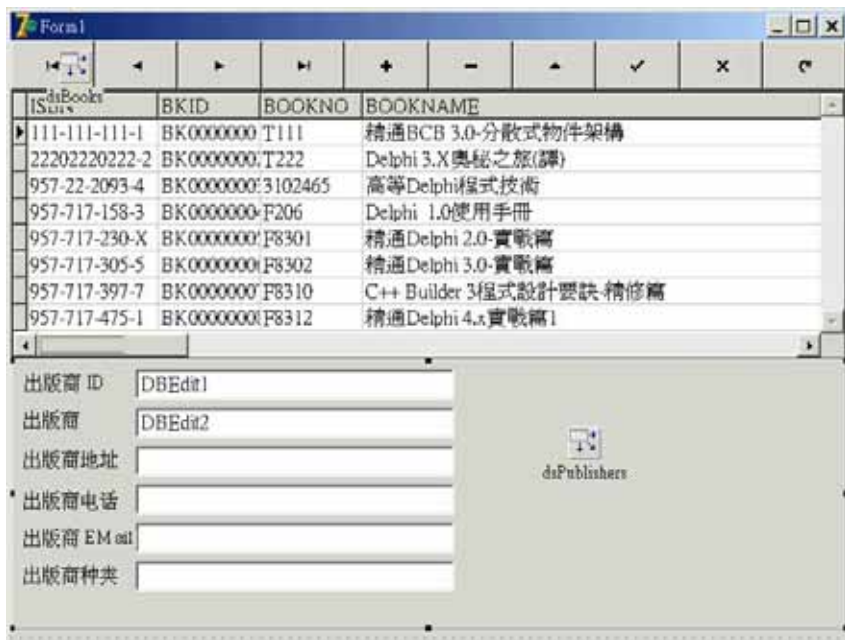 Form1
dsBooks
ISBN BKID BOOKNO BOOKNAME
111-111-111-1 BK0000000 T111 精通BCB 3.0-分散式物件架構
22202220222-2 BK0000000 T222 Delphi 3.X奧秘之旅(譯)
957-22-2093-4 BK0000000 3102465 高等Delphi程式技術
957-717-158-3 BK0000000 F206 Delphi 1.0使用手冊
957-717-230-X BK0000000 F8301 精通Delphi 2.0-實戰篇
957-717-305-5 BK0000000 F8302 精通Delphi 3.0-實戰篇
957-717-397-7 BK0000000 F8310 C++ Builder 3程式設計要訣-精修篇
957-717-475-1 BK0000000 F8312 精通Delphi 4.x實戰篇1
出版商 ID DBEdit1
出版商 DBEdit2
出版商地址
出版商电话
出版商 EMail
出版商种类
dsPublishers